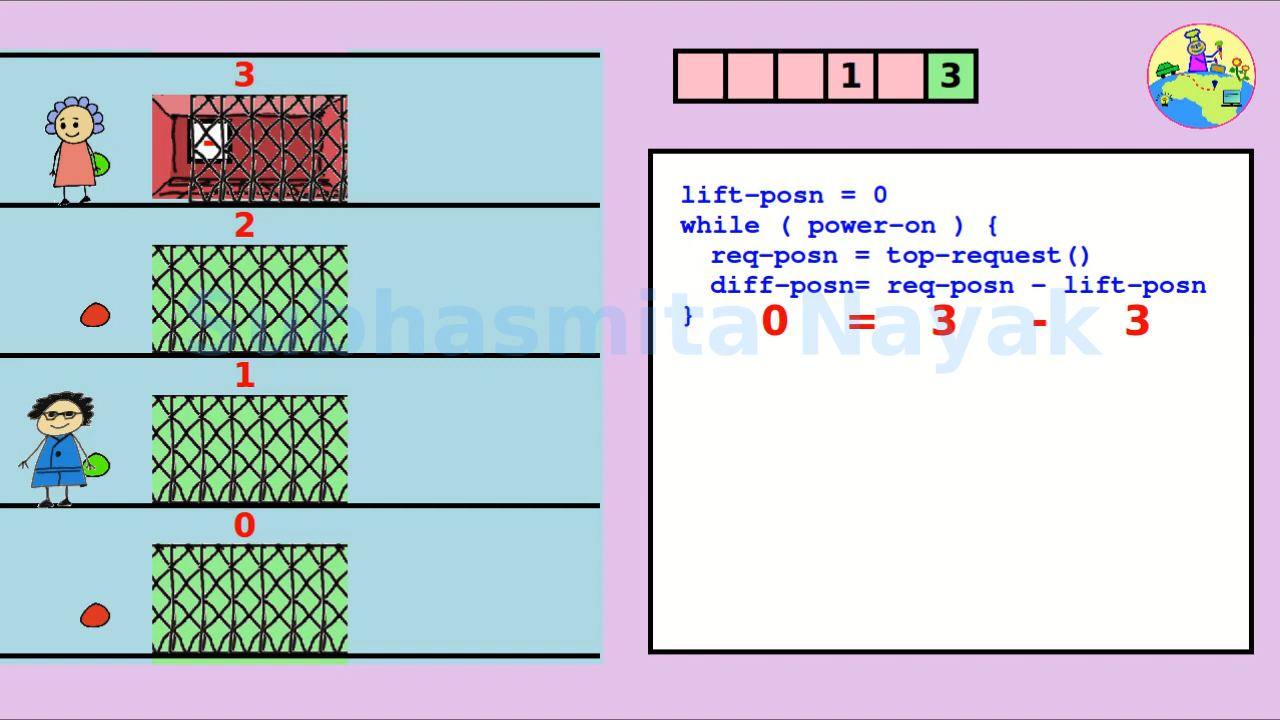 3
2
1
0
1 3
lift-posn = 0
while ( power-on ) {
req-posn = top-request()
diff-posn= req-posn - lift-posn
}
0 = 3 - 3
Subhasmita Nayak